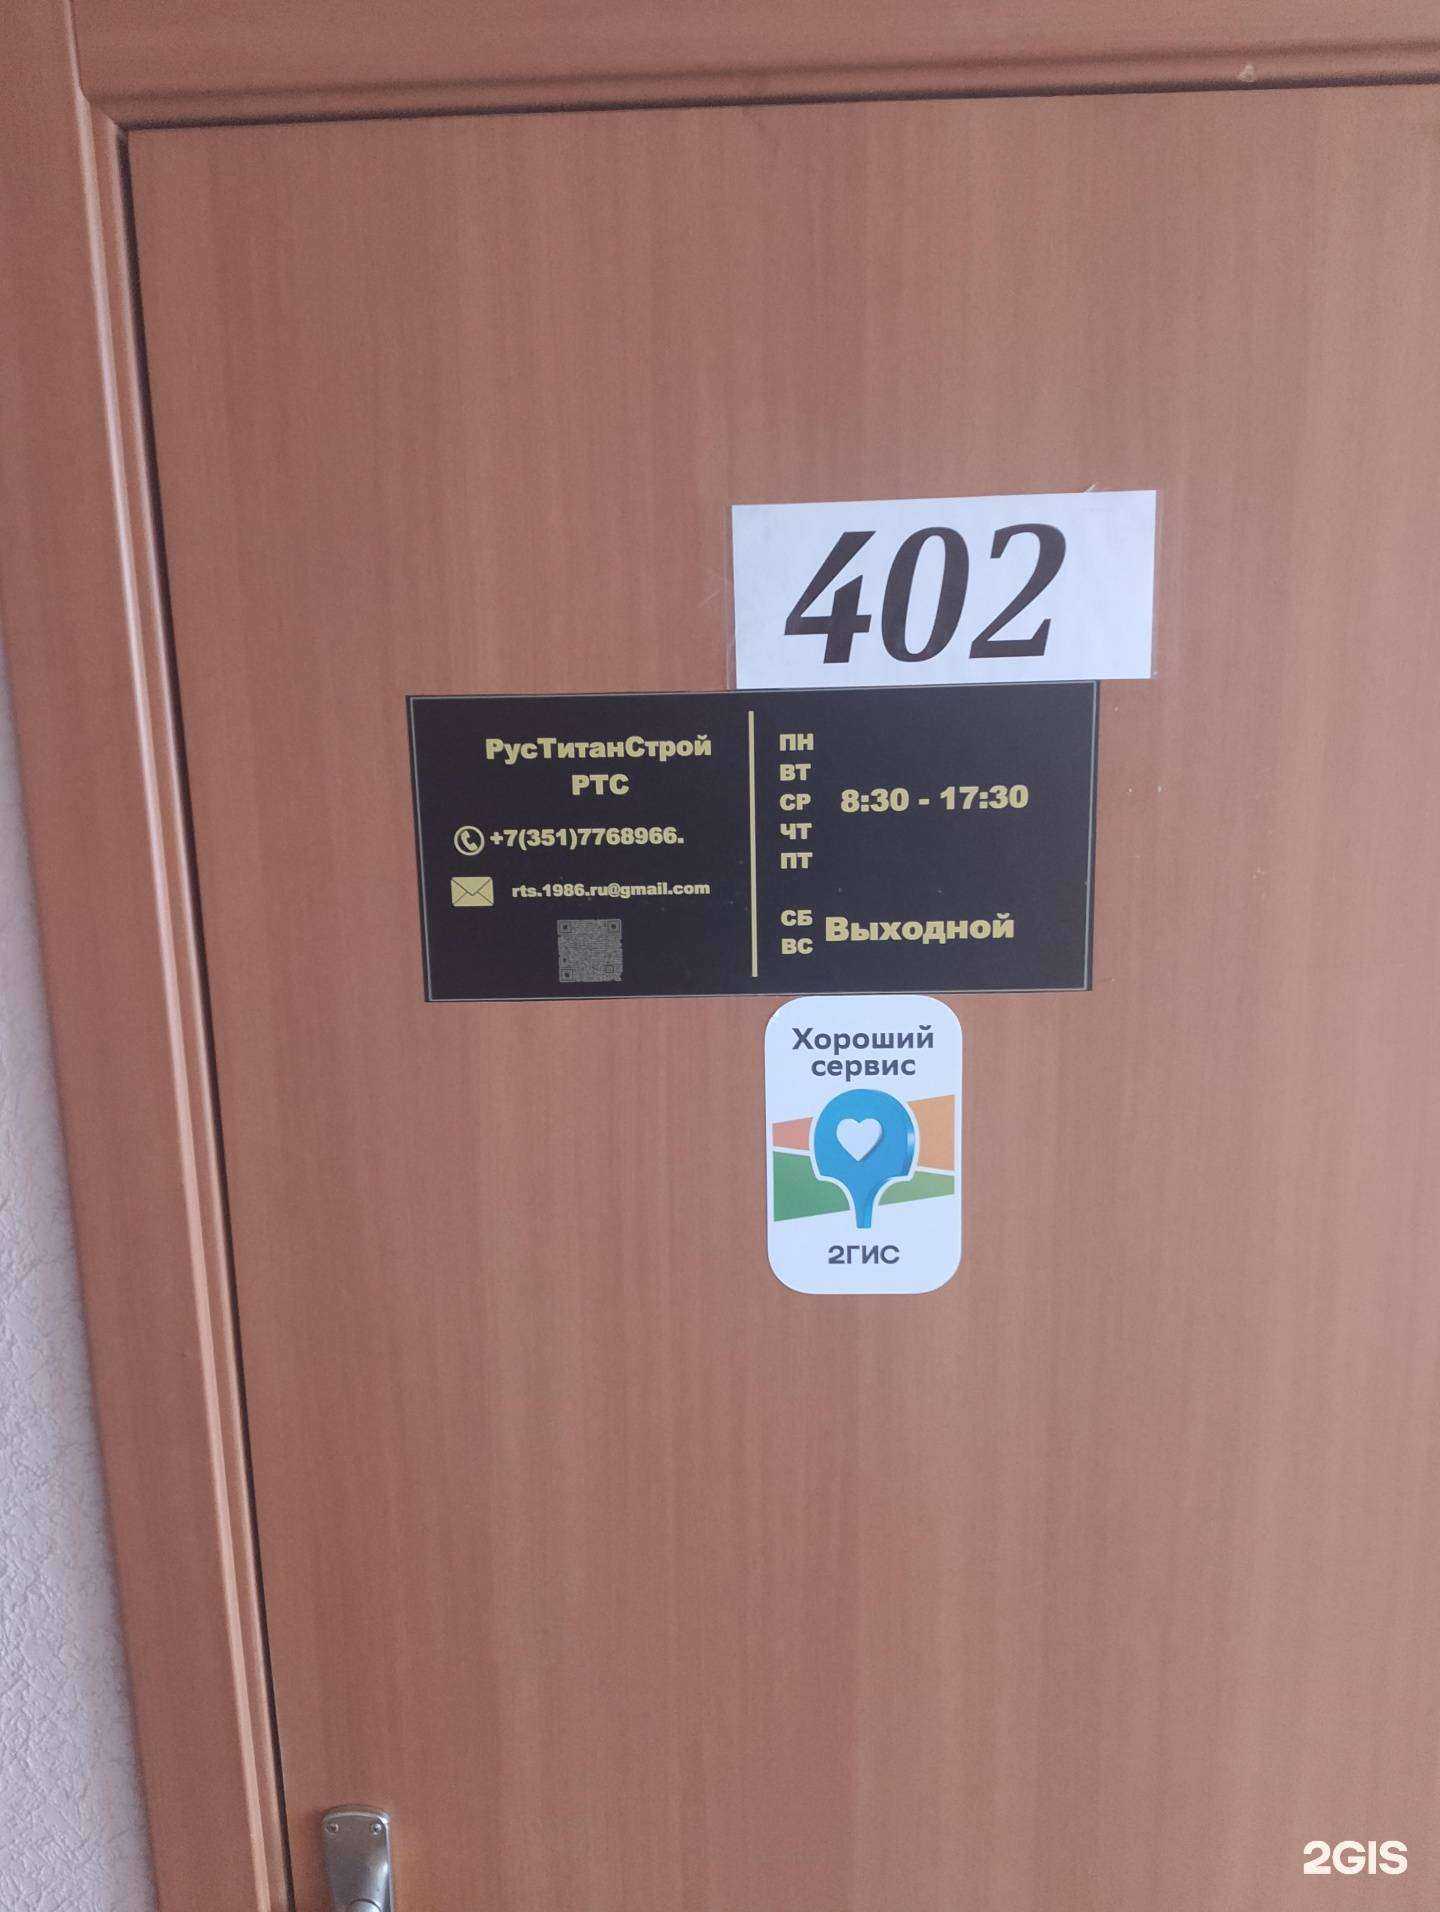 402
РусТитанСтрой
РТС
+7(351)7768966.
rts.1986.ru@gmail.com
ПН
ВТ
СР
ЧТ
ПТ
8:30 - 17:30
СБ
ВС
Выходной
Хороший
сервис
2ГИС
2GIS